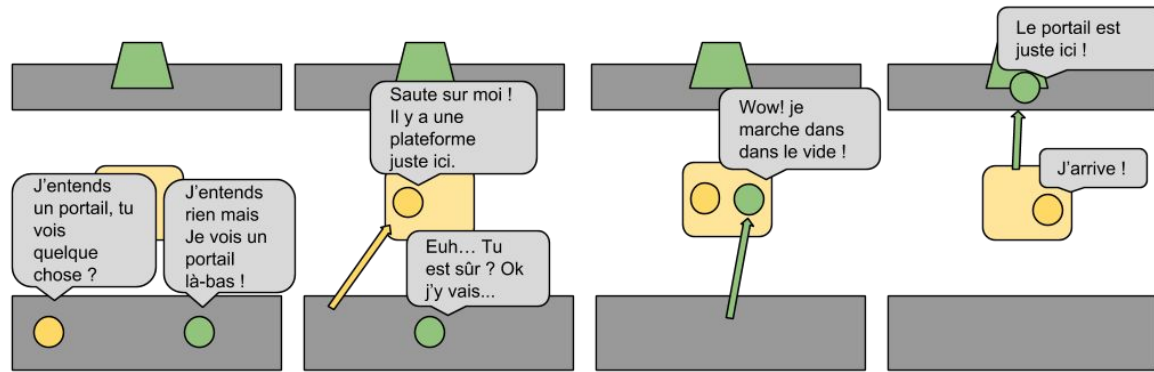 J'entends
un portail, tu
vois
quelque
chose ?
J'entends
rien mais
Je vois un
portail
là-bas !
Saute sur moi !
Il y a une
plateforme
juste ici.
Euh… Tu
est sûr ? Ok
j'y vais...
Wow! je
marche dans
dans le vide !
Le portail est
juste ici !
J'arrive !